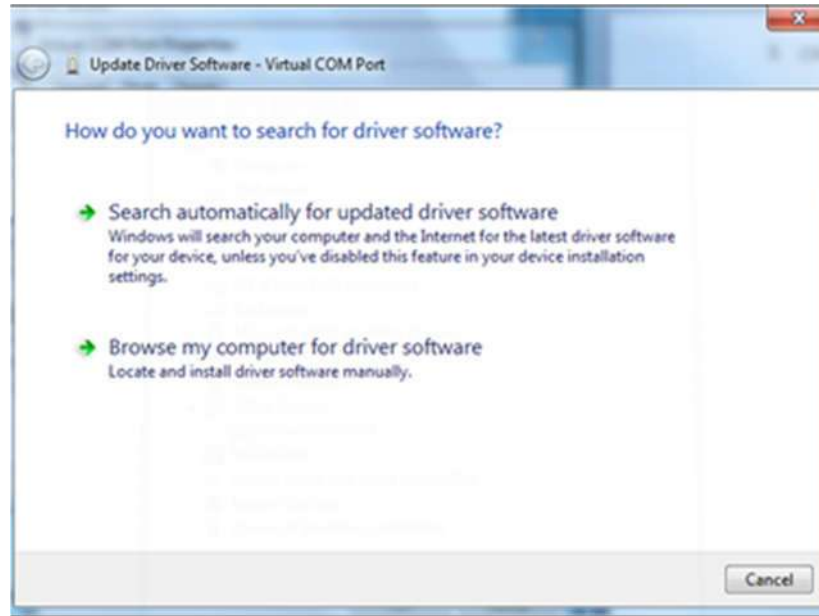 Update Driver Software - Virtual COM Port
How do you want to search for driver software?
Search automatically for updated driver software
Windows will search your computer and the Internet for the latest driver software
for your device, unless you've disabled this feature in your device installation
settings.
Browse my computer for driver software
Locate and install driver software manually.
Cancel